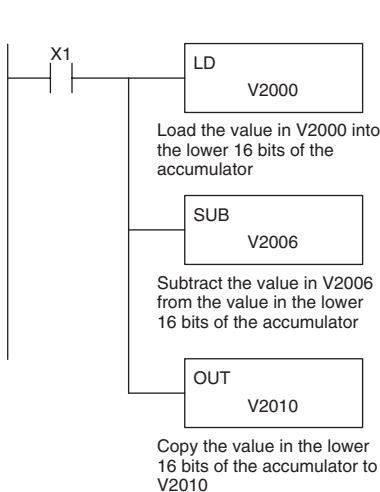 X1
LD
V2000
Load the value in V2000 into
the lower 16 bits of the
accumulator
SUB
V2006
Subtract the value in V2006
from the value in the lower
16 bits of the accumulator
OUT
V2010
Copy the value in the lower
16 bits of the accumulator to
V2010